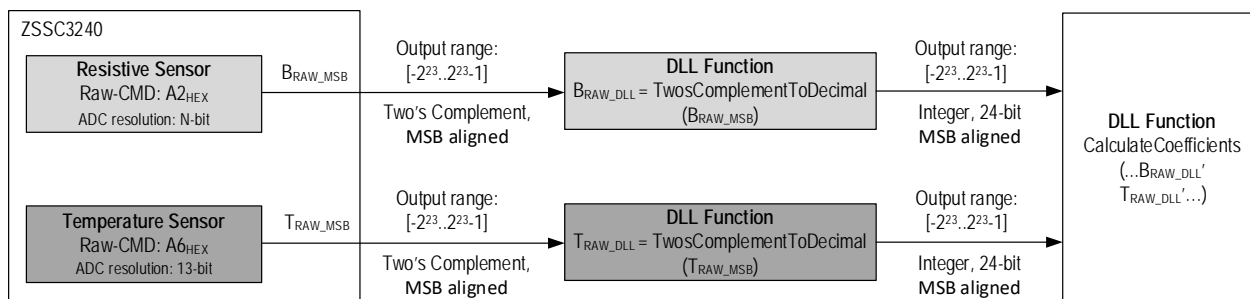 ZSSC3240
Resistive Sensor
Raw-CMD: A2HEX
ADC resolution: N-bit
BRAW_MSB
Output range:
[-2²³..2²³-1]
Two's Complement,
MSB aligned
DLL Function
BRAW_DLL = TwosComplementToDecimal
(BRAW_MSB)
Output range:
[-2²³..2²³-1]
Integer, 24-bit
MSB aligned
Temperature Sensor
Raw-CMD: A6HEX
ADC resolution: 13-bit
TRAW_MSB
Output range:
[-2²³..2²³-1]
Two's Complement,
MSB aligned
DLL Function
TRAW_DLL = TwosComplementToDecimal
(TRAW_MSB)
Output range:
[-2²³..2²³-1]
Integer, 24-bit
MSB aligned
DLL Function
CalculateCoefficients
(...BRAW_DLL'
TRAW_DLL'...)